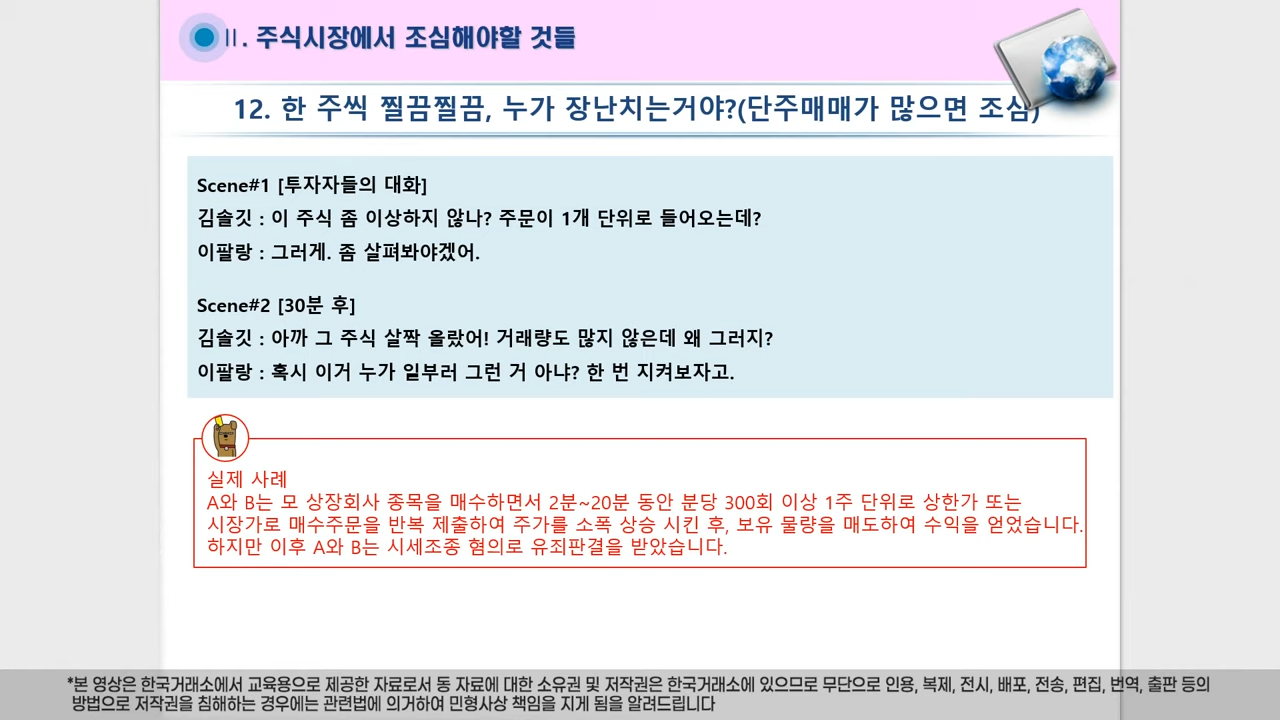 II. 주식시장에서 조심해야할 것들
12. 한 주씩 찔끔찔끔, 누가 장난치는거야?(단주매매가 많으면 조심)
Scene#1 [투자자들의 대화]
김솔깃 : 이 주식 좀 이상하지 않나? 주문이 1개 단위로 들어오는데?
이팔랑 : 그러게. 좀 살펴봐야겠어.
Scene#2 [30분 후]
김솔깃 : 아까 그 주식 살짝 올랐어! 거래량도 많지 않은데 왜 그러지?
이팔랑 : 혹시 이거 누가 일부러 그런 거 아냐? 한 번 지켜보자고.
실제 사례
A와 B는 모 상장회사 종목을 매수하면서 2분~20분 동안 분당 300회 이상 1주 단위로 상한가 또는
시장가로 매수주문을 반복 제출하여 주가를 소폭 상승 시킨 후, 보유 물량을 매도하여 수익을 얻었습니다.
하지만 이후 A와 B는 시세조종 혐의로 유죄판결을 받았습니다.
*본 영상은 한국거래소에서 교육용으로 제공한 자료로서 동 자료에 대한 소유권 및 저작권은 한국거래소에 있으므로 무단으로 인용, 복제, 전시, 배포, 전송, 편집, 번역, 출판 등의
방법으로 저작권을 침해하는 경우에는 관련법에 의거하여 민형사상 책임을 지게 됨을 알려드립니다